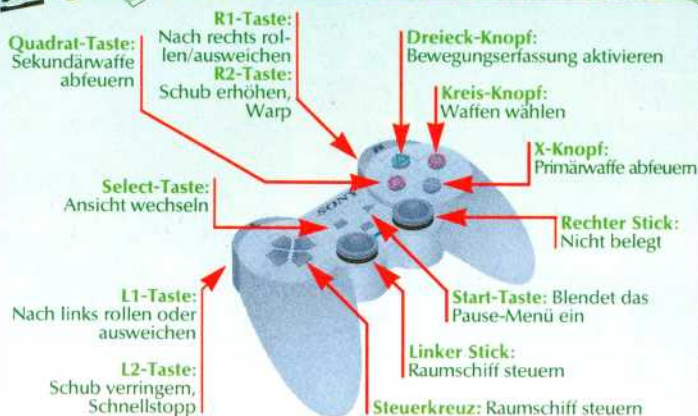 R1-Taste:
Nach rechts rol-
len/ausweichen
R2-Taste:
Schub erhöhen,
Warp
Quadrat-Taste:
Sekundärwaffe
abfeuern
Dreieck-Knopf:
Bewegungserfassung aktivieren
Kreis-Knopf:
Waffen wählen
X-Knopf:
Primärwaffe abfeuern
Select-Taste:
Ansicht wechseln
SONY
Rechter Stick:
Nicht belegt
L1-Taste:
Nach links rollen oder
ausweichen
Start-Taste: Blendet das
Pause-Menü ein
Linker Stick:
Raumschiff steuern
L2-Taste:
Schub verringern,
Schnellstopp
Steuerkreuz: Raumschiff steuern